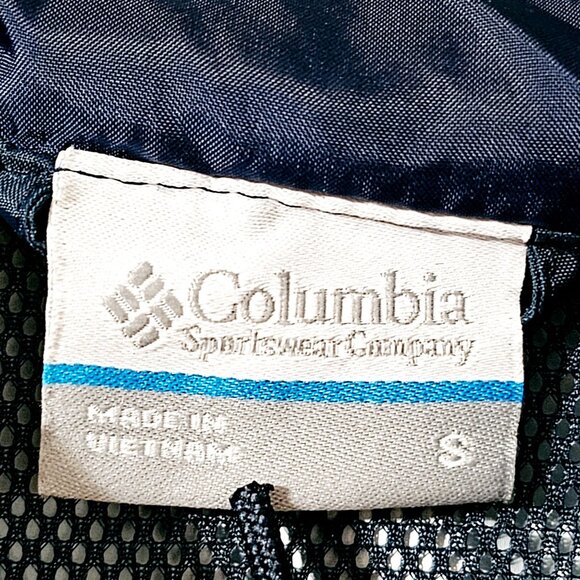 Columbia
Sportswear Company
MADE IN
VIETNAM
S